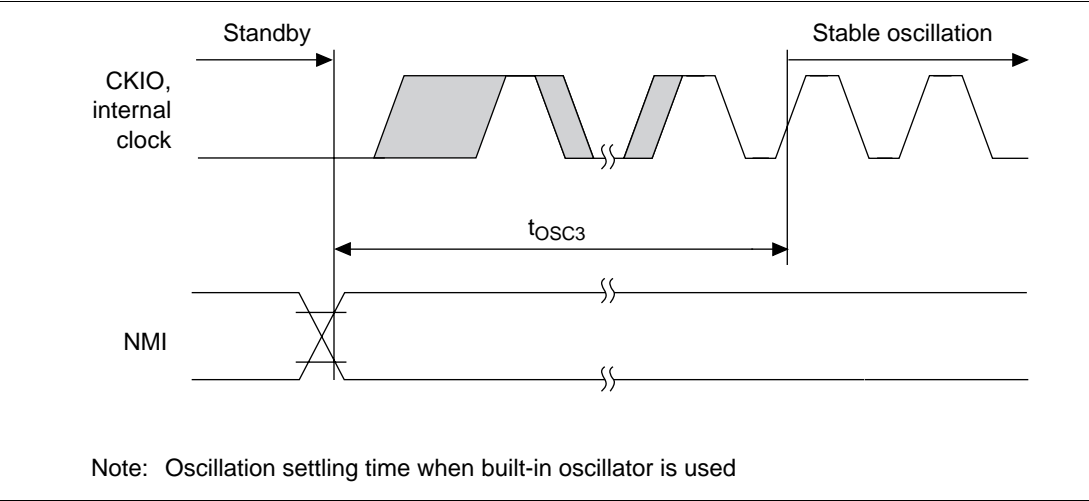 Standby
Stable oscillation
CKIO,
internal
clock
tOSC3
NMI
Note: Oscillation settling time when built-in oscillator is used